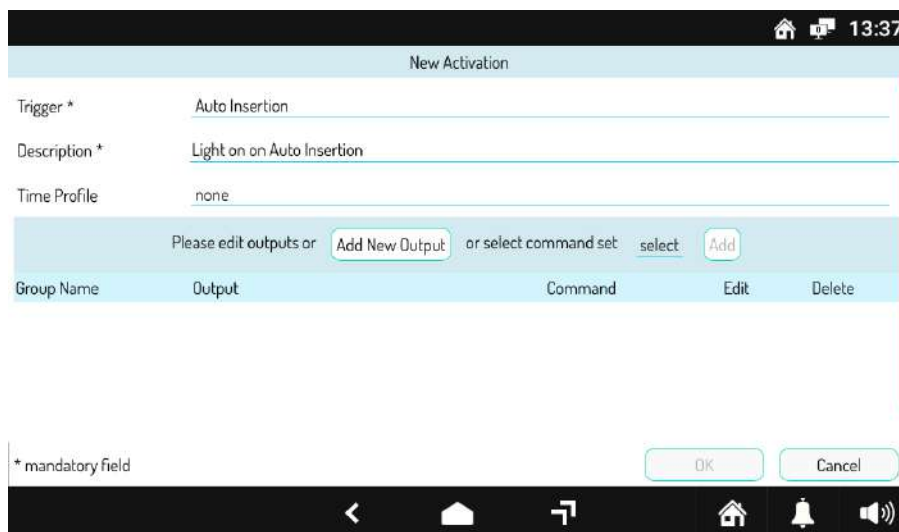 13:37
New Activation
Trigger * Auto Insertion
Description * Light on on Auto Insertion
Time Profile none
Please edit outputs or Add New Output or select command set select Add
Group Name Output Command Edit Delete
* mandatory field OK Cancel